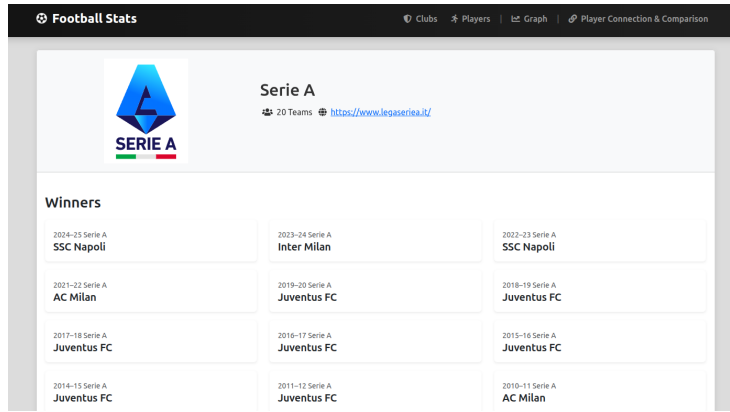 Football Stats
Clubs Players | Graph | Player Connection & Comparison
SERIE A
Serie A
20 Teams https://www.legaseriea.it/
Winners
2024–25 Serie A
SSC Napoli
2023–24 Serie A
Inter Milan
2022–23 Serie A
SSC Napoli
2021–22 Serie A
AC Milan
2019–20 Serie A
Juventus FC
2018–19 Serie A
Juventus FC
2017–18 Serie A
Juventus FC
2016–17 Serie A
Juventus FC
2015–16 Serie A
Juventus FC
2014–15 Serie A
Juventus FC
2011–12 Serie A
Juventus FC
2010–11 Serie A
AC Milan